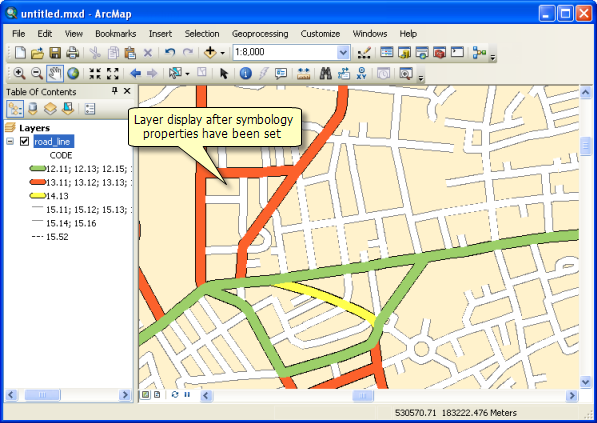 untitled.mxd - ArcMap
File Edit View Bookmarks Insert Selection Geoprocessing Customize Windows Help
1:8,000
Table Of Contents
Layers
road_line
CODE
12.11; 12.13; 12.15; 1
13.11; 13.12; 13.13; 1
14.13
15.11; 15.12; 15.13; 1
15.14; 15.16
15.52
Layer display after symbology
properties have been set
530570.71 183222.476 Meters